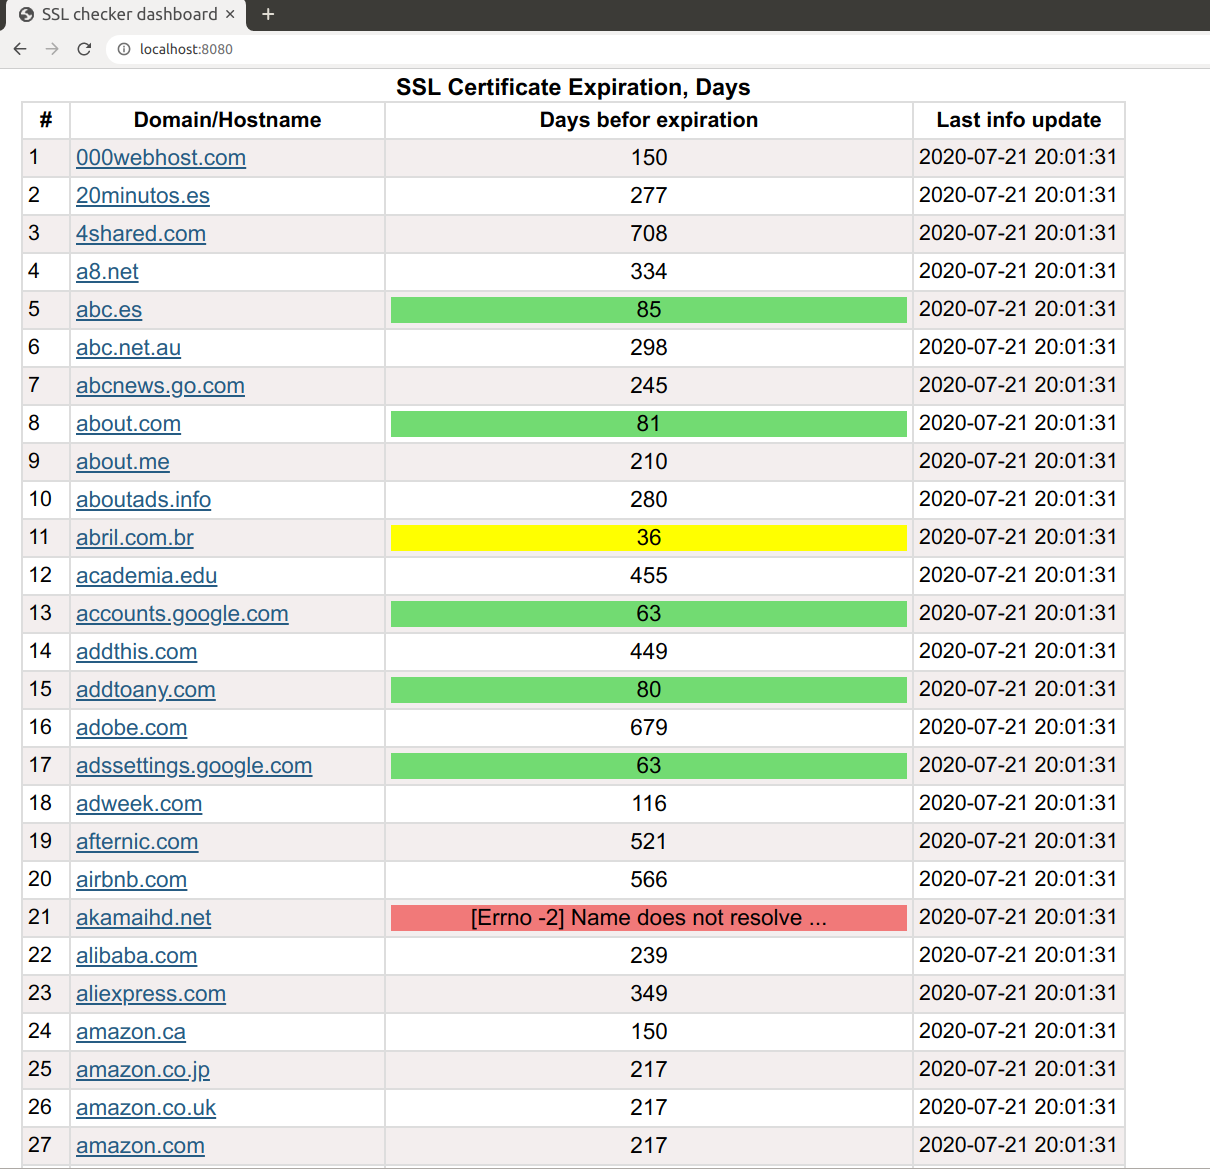 SSL checker dashboard
localhost:8080
SSL Certificate Expiration, Days
# Domain/Hostname Days befor expiration Last info update
1 000webhost.com 150 2020-07-21 20:01:31
2 20minutos.es 277 2020-07-21 20:01:31
3 4shared.com 708 2020-07-21 20:01:31
4 a8.net 334 2020-07-21 20:01:31
5 abc.es 85 2020-07-21 20:01:31
6 abc.net.au 298 2020-07-21 20:01:31
7 abcnews.go.com 245 2020-07-21 20:01:31
8 about.com 81 2020-07-21 20:01:31
9 about.me 210 2020-07-21 20:01:31
10 aboutads.info 280 2020-07-21 20:01:31
11 abril.com.br 36 2020-07-21 20:01:31
12 academia.edu 455 2020-07-21 20:01:31
13 accounts.google.com 63 2020-07-21 20:01:31
14 addthis.com 449 2020-07-21 20:01:31
15 addtoany.com 80 2020-07-21 20:01:31
16 adobe.com 679 2020-07-21 20:01:31
17 adssettings.google.com 63 2020-07-21 20:01:31
18 adweek.com 116 2020-07-21 20:01:31
19 afternic.com 521 2020-07-21 20:01:31
20 airbnb.com 566 2020-07-21 20:01:31
21 akamaihd.net [Errno -2] Name does not resolve ... 2020-07-21 20:01:31
22 alibaba.com 239 2020-07-21 20:01:31
23 aliexpress.com 349 2020-07-21 20:01:31
24 amazon.ca 150 2020-07-21 20:01:31
25 amazon.co.jp 217 2020-07-21 20:01:31
26 amazon.co.uk 217 2020-07-21 20:01:31
27 amazon.com 217 2020-07-21 20:01:31